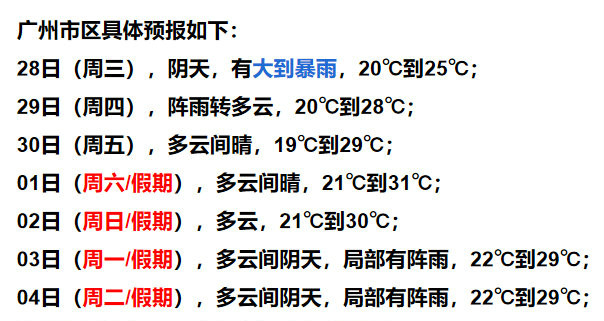 广州市区具体预报如下：
28日（周三），阴天，有大到暴雨，20℃到25℃；
29日（周四），阵雨转多云，20℃到28℃；
30日（周五），多云间晴，19℃到29℃；
01日（周六/假期），多云间晴，21℃到31℃；
02日（周日/假期），多云，21℃到30℃；
03日（周一/假期），多云间阴天，局部有阵雨，22℃到29℃；
04日（周二/假期），多云间阴天，局部有阵雨，22℃到29℃；